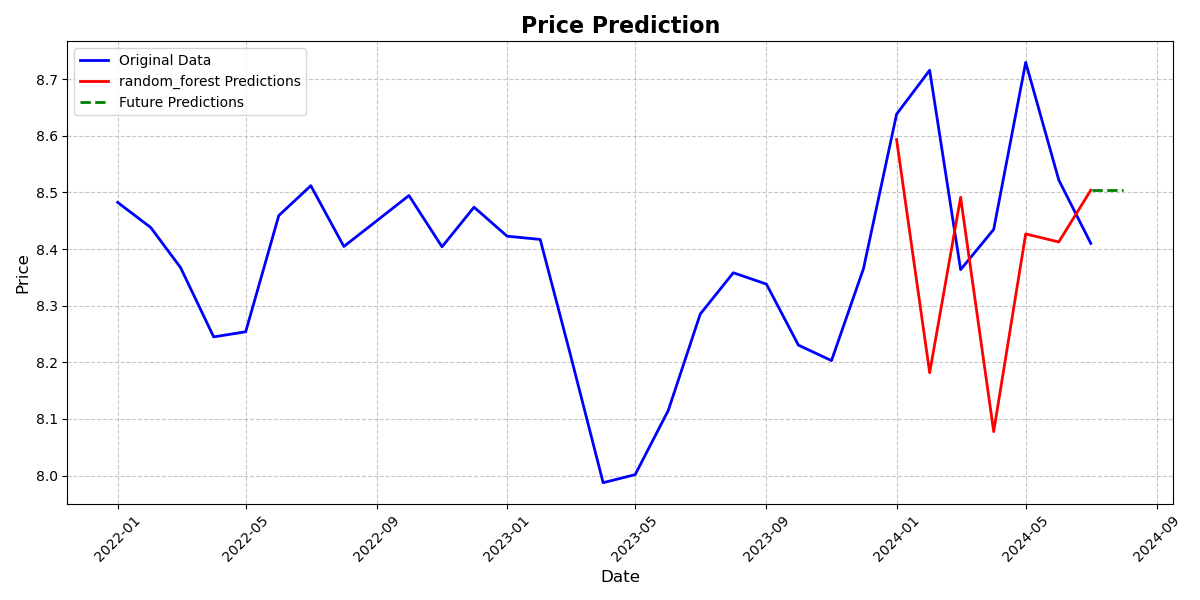 Price Prediction
Original Data
random_forest Predictions
Future Predictions
Price
8.7
8.6
8.5
8.4
8.3
8.2
8.1
8.0
2022-01
2022-05
2022-09
2023-01
2023-05
2023-09
2024-01
2024-05
2024-09
Date